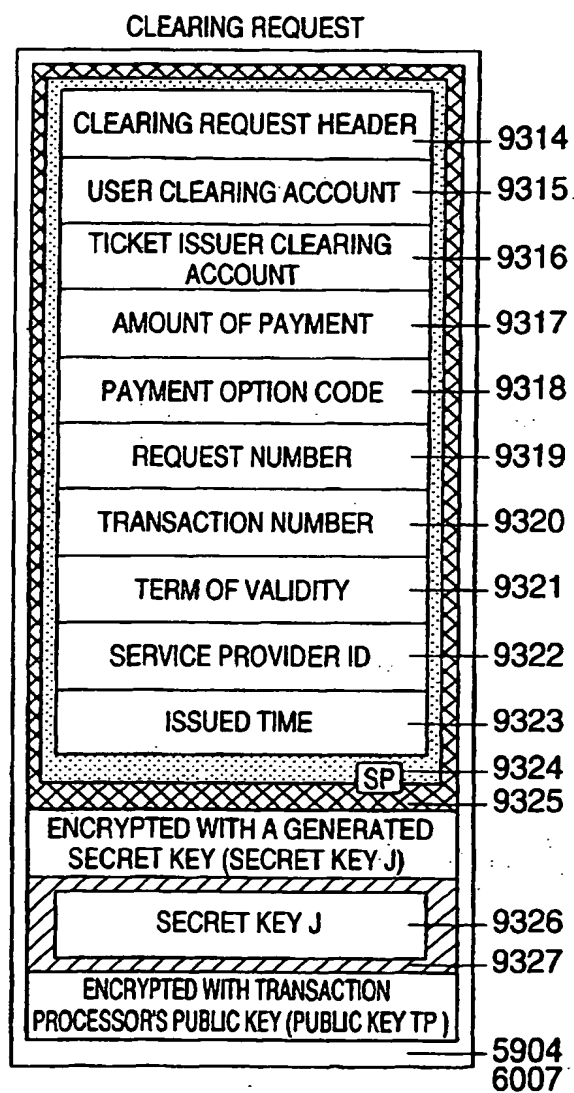 CLEARING REQUEST
CLEARING REQUEST HEADER 9314
USER CLEARING ACCOUNT 9315
TICKET ISSUER CLEARING
ACCOUNT 9316
AMOUNT OF PAYMENT 9317
PAYMENT OPTION CODE 9318
REQUEST NUMBER 9319
TRANSACTION NUMBER 9320
TERM OF VALIDITY 9321
SERVICE PROVIDER ID 9322
ISSUED TIME 9323
SP 9324
9325
ENCRYPTED WITH A GENERATED
SECRET KEY (SECRET KEY J)
SECRET KEY J 9326
9327
ENCRYPTED WITH TRANSACTION
PROCESSOR'S PUBLIC KEY (PUBLIC KEY TP)
5904
6007